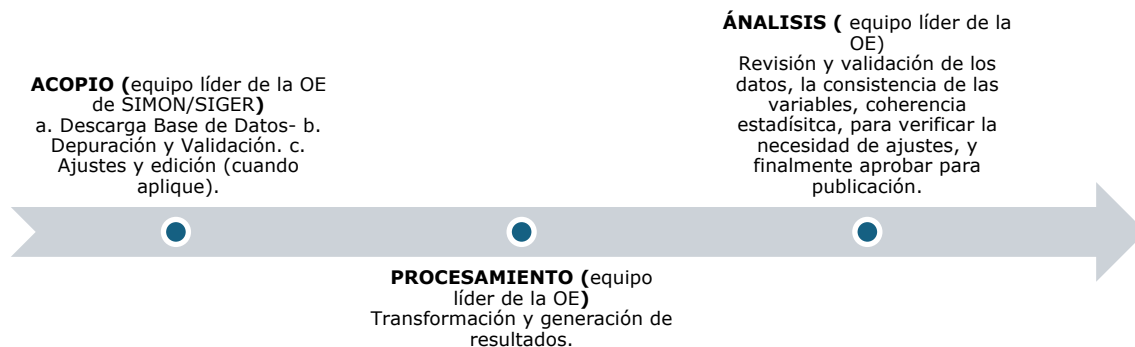 ACOPIO (equipo líder de la OE
de SIMON/SIGER)
a. Descarga Base de Datos- b.
Depuración y Validación. c.
Ajustes y edición (cuando
aplique).
PROCESAMIENTO (equipo
líder de la OE)
Transformación y generación de
resultados.
ÁNALISIS ( equipo líder de la
OE)
Revisión y validación de los
datos, la consistencia de las
variables, coherencia
estadísitca, para verificar la
necesidad de ajustes, y
finalmente aprobar para
publicación.